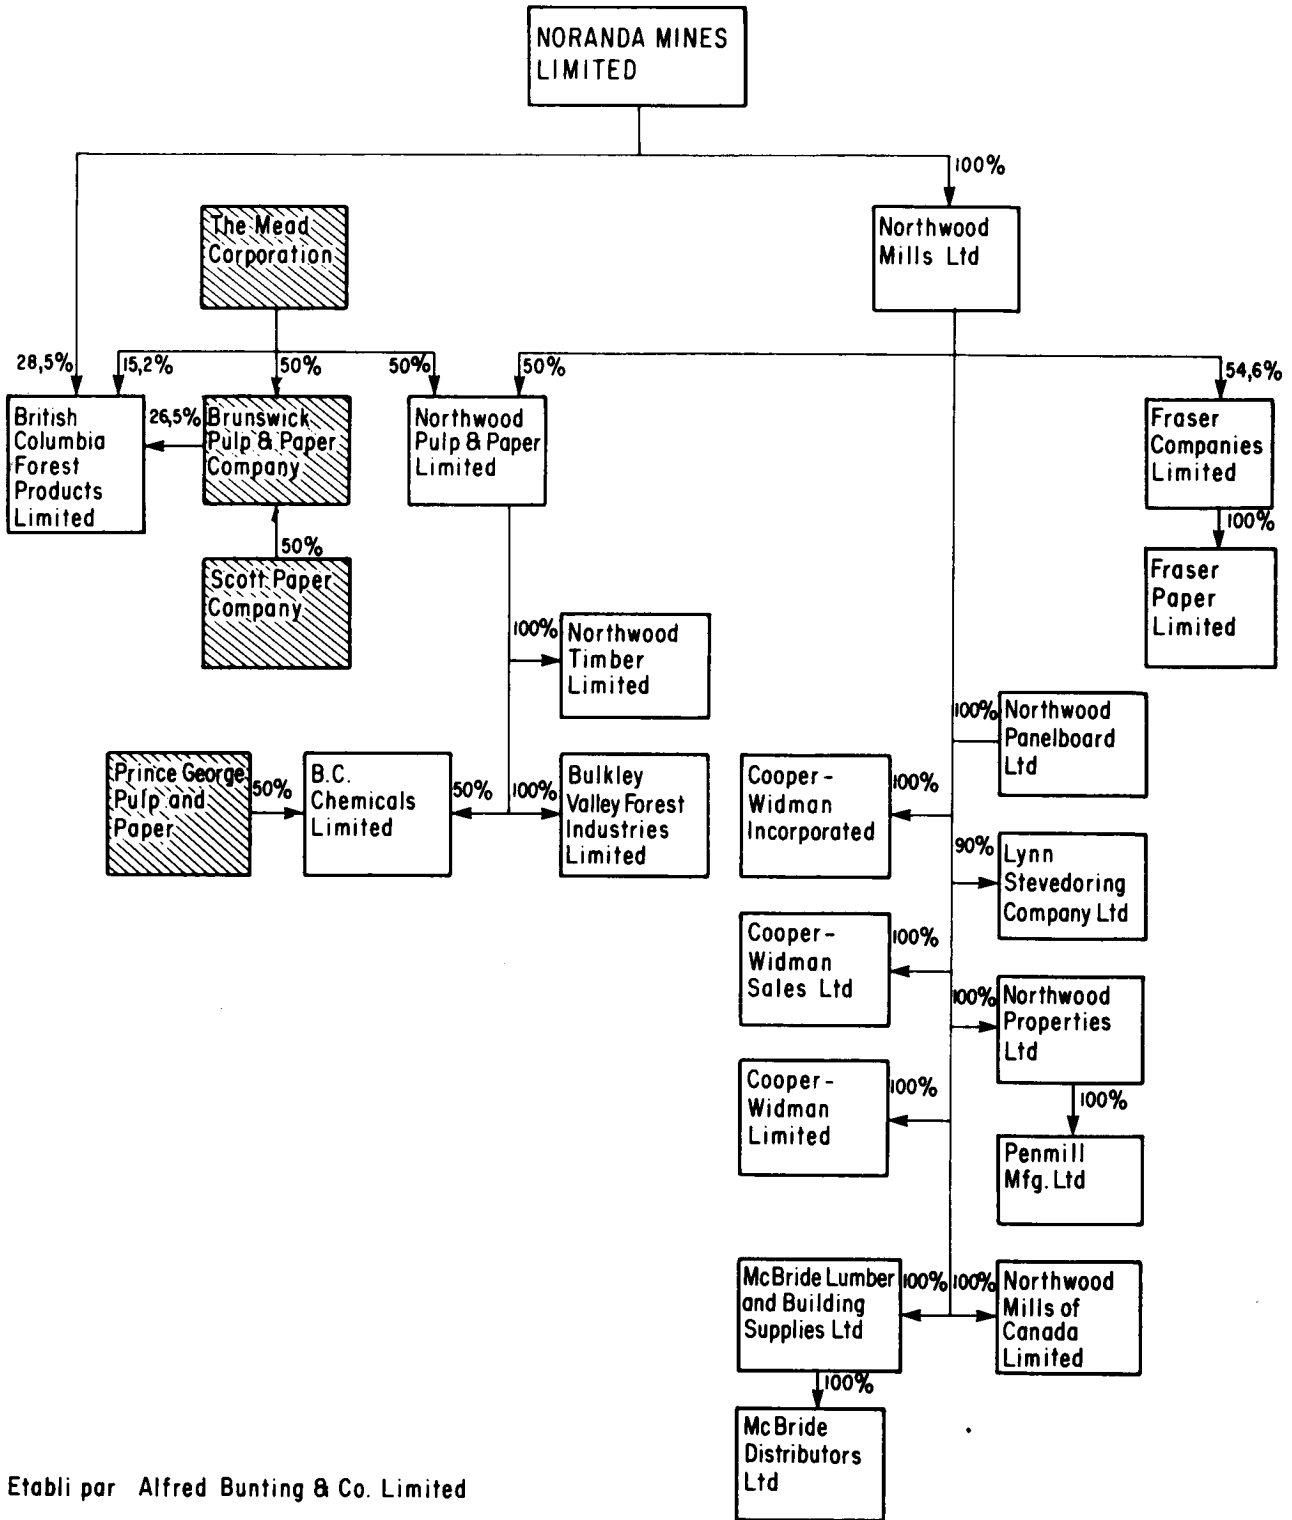 NORANDA MINES
LIMITED
100%
The Mead
Corporation
Northwood
Mills Ltd
28,5%
15,2%
50%
50%
50%
54,6%
British
Columbia
Forest
Products
Limited
26,5%
Brunswick
Pulp & Paper
Company
Northwood
Pulp & Paper
Limited
Fraser
Companies
Limited
100%
50%
Scott Paper
Company
Fraser
Paper
Limited
100%
Northwood
Timber
Limited
100%
Northwood
Panelboard
Ltd
Prince George
Pulp and
Paper
50%
B.C.
Chemicals
Limited
50%
100%
Bulkley
Valley Forest
Industries
Limited
Cooper-
Widman
Incorporated
100%
90%
Lynn
Stevedoring
Company Ltd
Cooper-
Widman
Sales Ltd
100%
100%
Northwood
Properties
Ltd
Cooper-
Widman
Limited
100%
100%
Penmill
Mfg. Ltd
McBride Lumber
and Building
Supplies Ltd
100%
100%
Northwood
Mills of
Canada
Limited
100%
McBride
Distributors
Ltd
Etabli par Alfred Bunting & Co. Limited